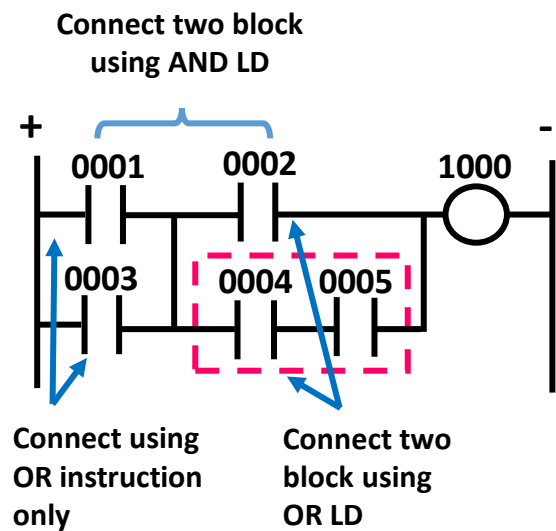 Connect two block
using AND LD
+
-
0001
0002
1000
0003
0004
0005
Connect using
OR instruction
only
Connect two
block using
OR LD